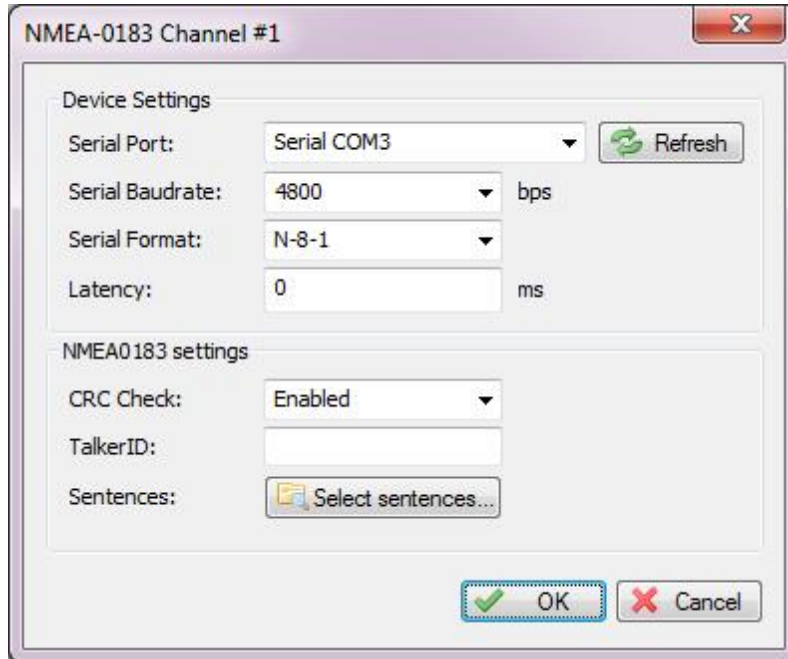 NMEA-0183 Channel #1
Device Settings
Serial Port: Serial COM3 Refresh
Serial Baudrate: 4800 bps
Serial Format: N-8-1
Latency: 0 ms
NMEA0183 settings
CRC Check: Enabled
TalkerID:
Sentences: Select sentences...
OK Cancel